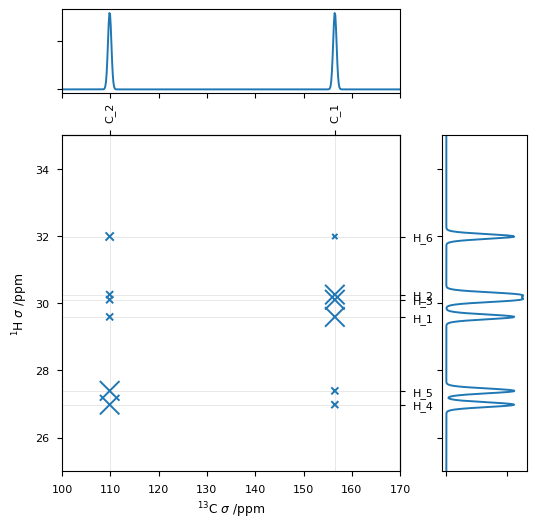 C_2
C_1
34
32
30
28
26
H_6
H_2
H_3
H_1
H_5
H_4
100
110
120
130
140
150
160
170
¹H σ /ppm
¹³C σ /ppm